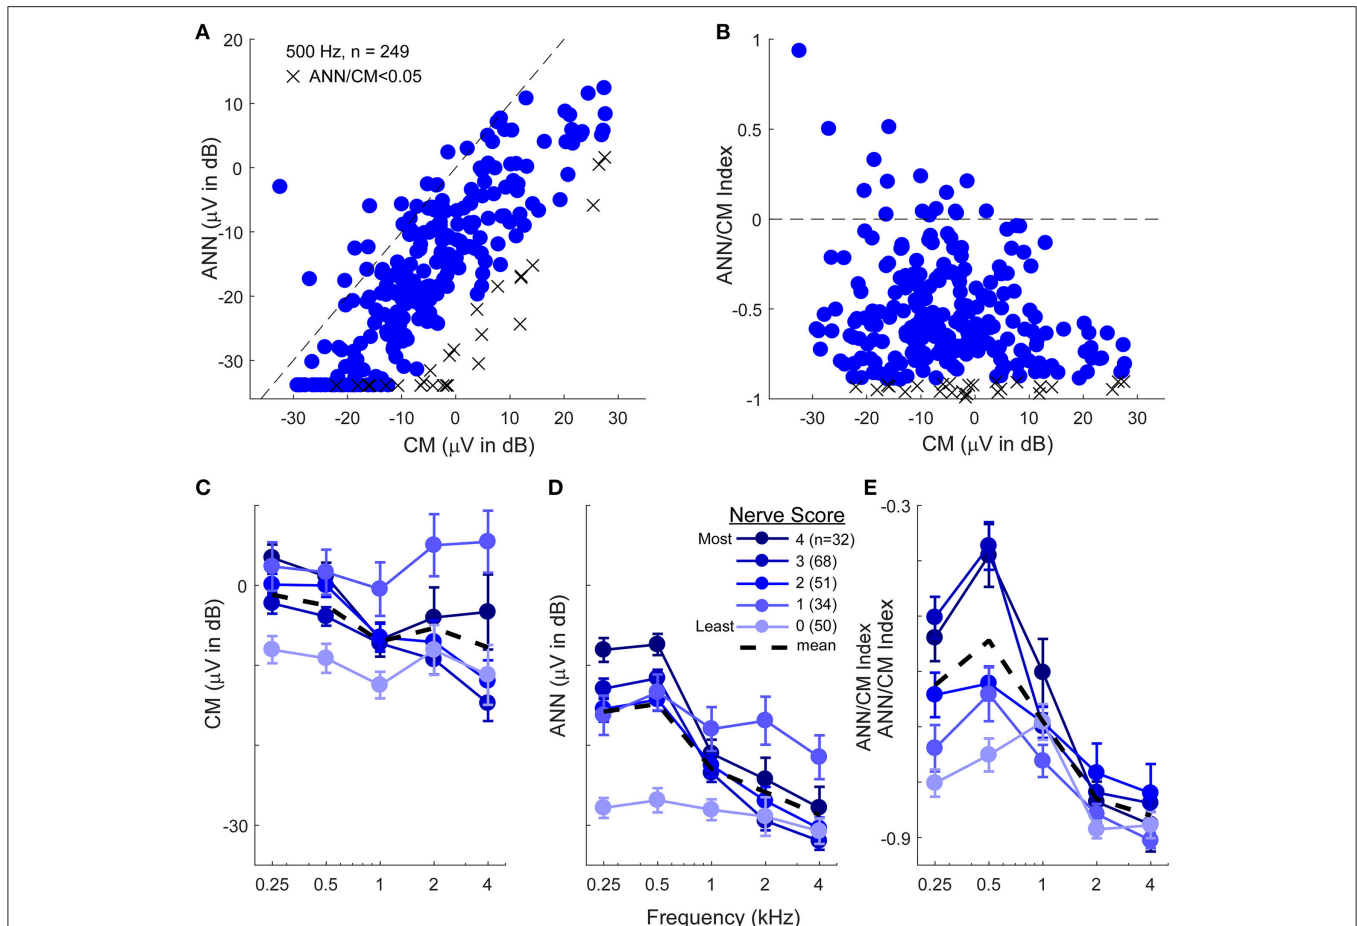 A
500 Hz, n = 249
× ANN/CM<0.05
20
10
0
-10
-20
-30
ANN (μV in dB)
-30 -20 -10 0 10 20 30
CM (μV in dB)
B
1
0.5
0
-0.5
-1
ANN/CM Index
-30 -20 -10 0 10 20 30
CM (μV in dB)
C
0
-30
CM (μV in dB)
0.25 0.5 1 2 4
D
ANN (μV in dB)
Nerve Score
Most 4 (n=32)
3 (68)
2 (51)
1 (34)
Least 0 (50)
mean
0.25 0.5 1 2 4
Frequency (kHz)
E
-0.3
-0.9
ANN/CM Index
ANN/CM Index
0.25 0.5 1 2 4